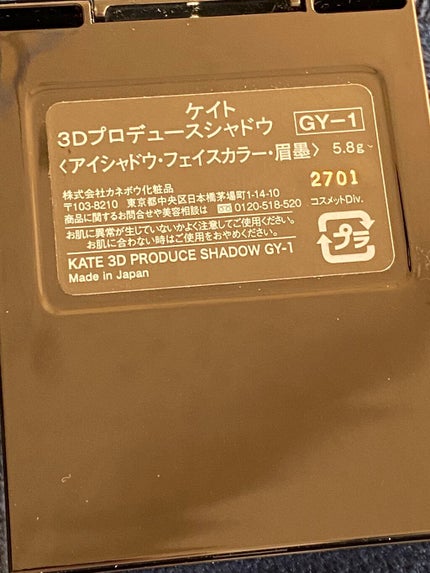 ケイト
3Dプロデュースシャドウ GY-1
〈アイシャドウ・フェイスカラー・眉墨〉 5.8g
株式会社カネボウ化粧品 2701
〒103-8210 東京都中央区日本橋茅場町1-14-10 コスメットDiv.
商品に関するお問合せや美容相談は 0120-518-520
お肌に異常が生じていないかよく注意してご使用ください。
お肌に合わない時はご使用をおやめください。
プラ
KATE 3D PRODUCE SHADOW GY-1
Made in Japan